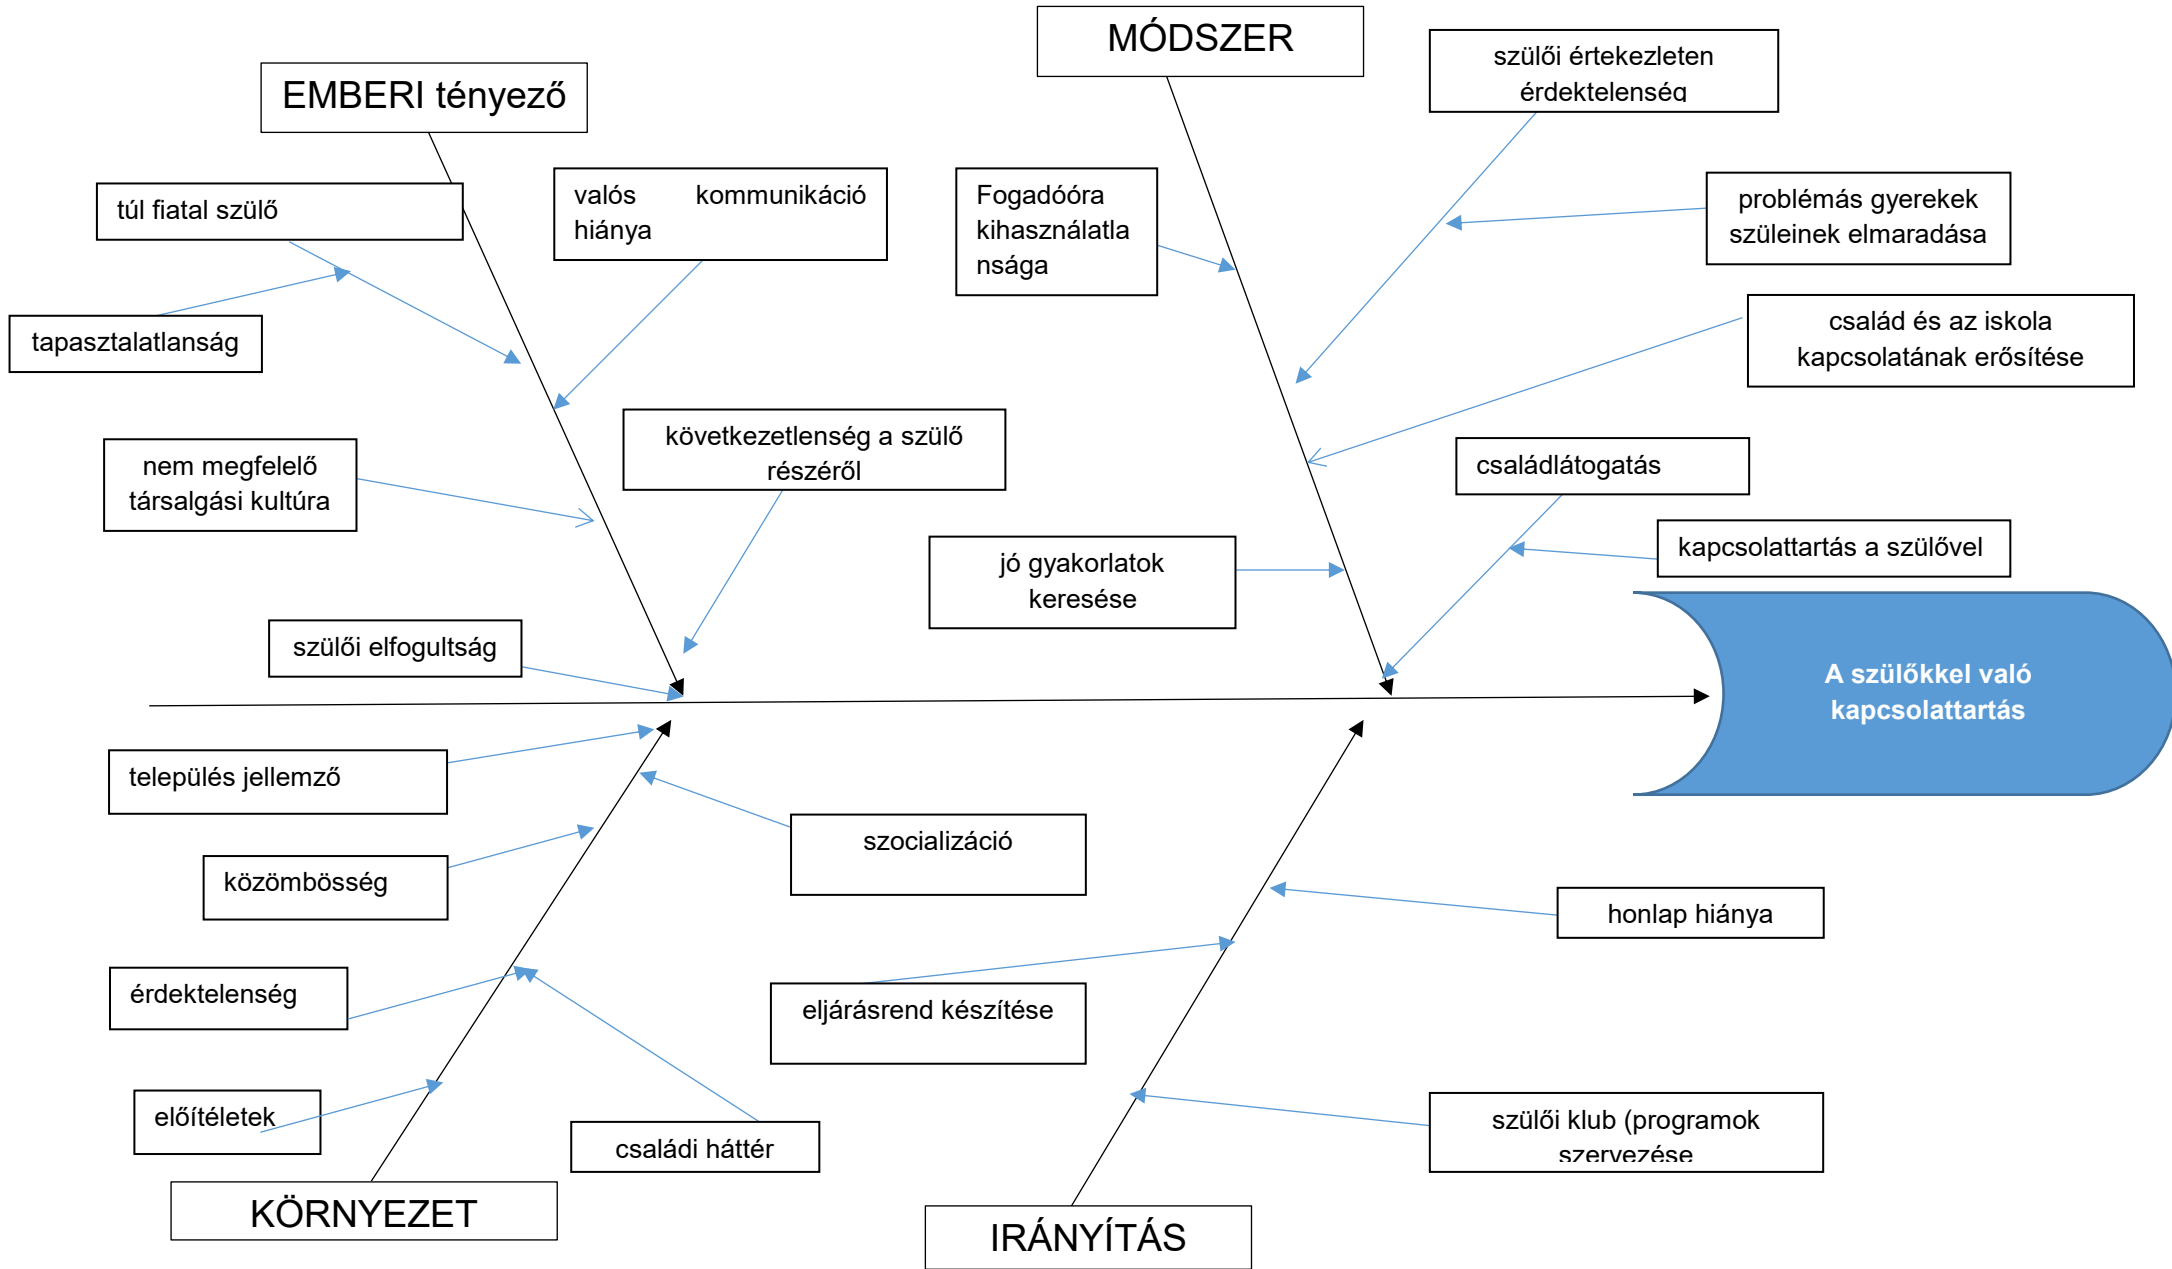 MÓDSZER
szülői értekezleten
érdektelenség
EMBERI tényező
valós kommunikáció
hiánya
Fogadóóra
kihasználatla
nsága
problémás gyerekek
szüleinek elmaradása
túl fiatal szülő
tapasztalatlanság
család és az iskola
kapcsolatának erősítése
következetlenség a szülő
részéről
nem megfelelő
társalgási kultúra
családlátogatás
kapcsolattartás a szülővel
jó gyakorlatok
keresése
szülői elfogultság
A szülőkkel való
kapcsolattartás
település jellemző
szocializáció
közömbösség
honlap hiánya
érdektelenség
eljárásrend készítése
előítéletek
családi háttér
szülői klub (programok
szervezése
KÖRNYEZET
IRÁNYÍTÁS